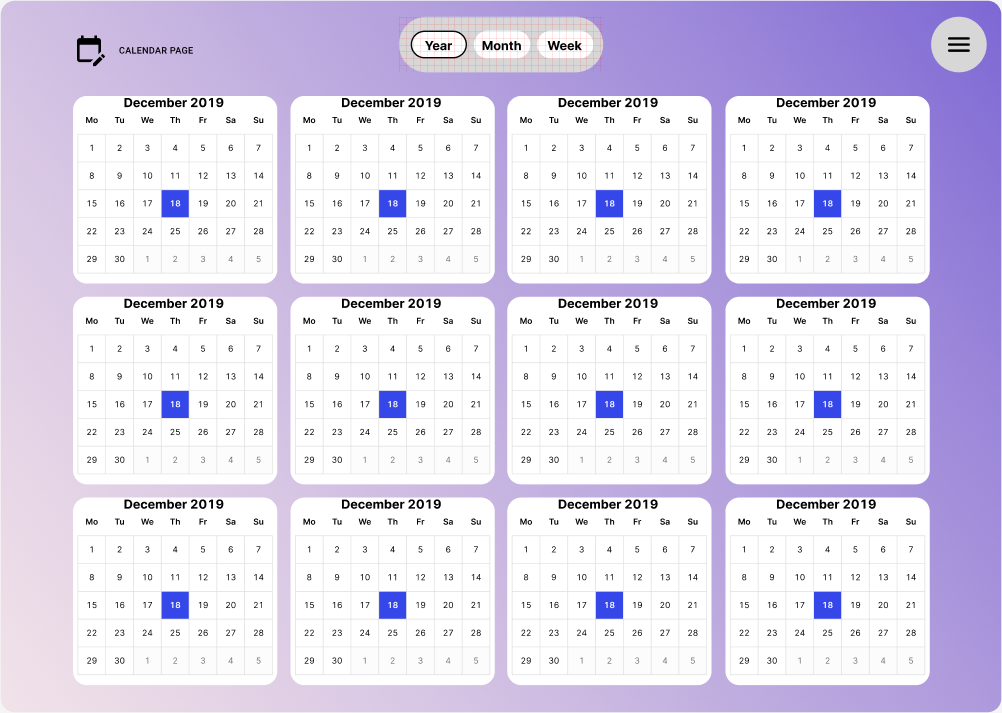 CALENDAR PAGE
Year Month Week
December 2019 December 2019 December 2019 December 2019
Mo Tu We Th Fr Sa Su Mo Tu We Th Fr Sa Su Mo Tu We Th Fr Sa Su Mo Tu We Th Fr Sa Su
1 2 3 4 5 6 7 1 2 3 4 5 6 7 1 2 3 4 5 6 7 1 2 3 4 5 6 7
8 9 10 11 12 13 14 8 9 10 11 12 13 14 8 9 10 11 12 13 14 8 9 10 11 12 13 14
15 16 17 18 19 20 21 15 16 17 18 19 20 21 15 16 17 18 19 20 21 15 16 17 18 19 20 21
22 23 24 25 26 27 28 22 23 24 25 26 27 28 22 23 24 25 26 27 28 22 23 24 25 26 27 28
29 30 1 2 3 4 5 29 30 1 2 3 4 5 29 30 1 2 3 4 5 29 30 1 2 3 4 5
December 2019 December 2019 December 2019 December 2019
Mo Tu We Th Fr Sa Su Mo Tu We Th Fr Sa Su Mo Tu We Th Fr Sa Su Mo Tu We Th Fr Sa Su
1 2 3 4 5 6 7 1 2 3 4 5 6 7 1 2 3 4 5 6 7 1 2 3 4 5 6 7
8 9 10 11 12 13 14 8 9 10 11 12 13 14 8 9 10 11 12 13 14 8 9 10 11 12 13 14
15 16 17 18 19 20 21 15 16 17 18 19 20 21 15 16 17 18 19 20 21 15 16 17 18 19 20 21
22 23 24 25 26 27 28 22 23 24 25 26 27 28 22 23 24 25 26 27 28 22 23 24 25 26 27 28
29 30 1 2 3 4 5 29 30 1 2 3 4 5 29 30 1 2 3 4 5 29 30 1 2 3 4 5
December 2019 December 2019 December 2019 December 2019
Mo Tu We Th Fr Sa Su Mo Tu We Th Fr Sa Su Mo Tu We Th Fr Sa Su Mo Tu We Th Fr Sa Su
1 2 3 4 5 6 7 1 2 3 4 5 6 7 1 2 3 4 5 6 7 1 2 3 4 5 6 7
8 9 10 11 12 13 14 8 9 10 11 12 13 14 8 9 10 11 12 13 14 8 9 10 11 12 13 14
15 16 17 18 19 20 21 15 16 17 18 19 20 21 15 16 17 18 19 20 21 15 16 17 18 19 20 21
22 23 24 25 26 27 28 22 23 24 25 26 27 28 22 23 24 25 26 27 28 22 23 24 25 26 27 28
29 30 1 2 3 4 5 29 30 1 2 3 4 5 29 30 1 2 3 4 5 29 30 1 2 3 4 5